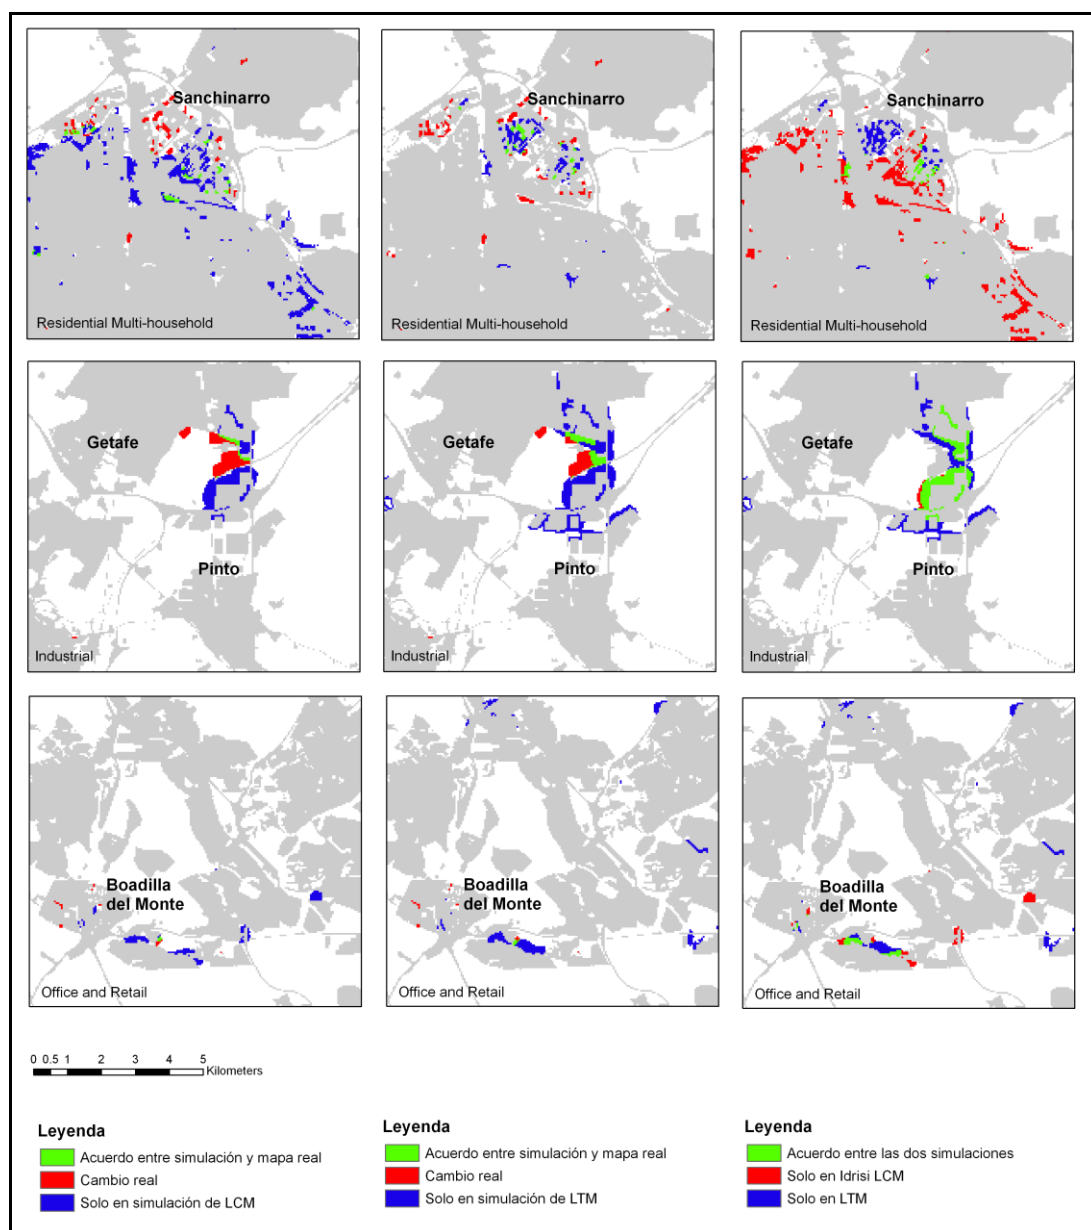 Sanchinarro
Residential Multi-household
Sanchinarro
Residential Multi-household
Sanchinarro
Residential Multi-household
Getafe
Pinto
Industrial
Getafe
Pinto
Industrial
Getafe
Pinto
Industrial
Boadilla
del Monte
Office and Retail
Boadilla
del Monte
Office and Retail
Boadilla
del Monte
Office and Retail
0 0.5 1 2 3 4 5
Kilometers
Leyenda
Acuerdo entre simulación y mapa real
Cambio real
Solo en simulación de LCM
Leyenda
Acuerdo entre simulación y mapa real
Cambio real
Solo en simulación de LTM
Leyenda
Acuerdo entre las dos simulaciones
Solo en Idrisi LCM
Solo en LTM